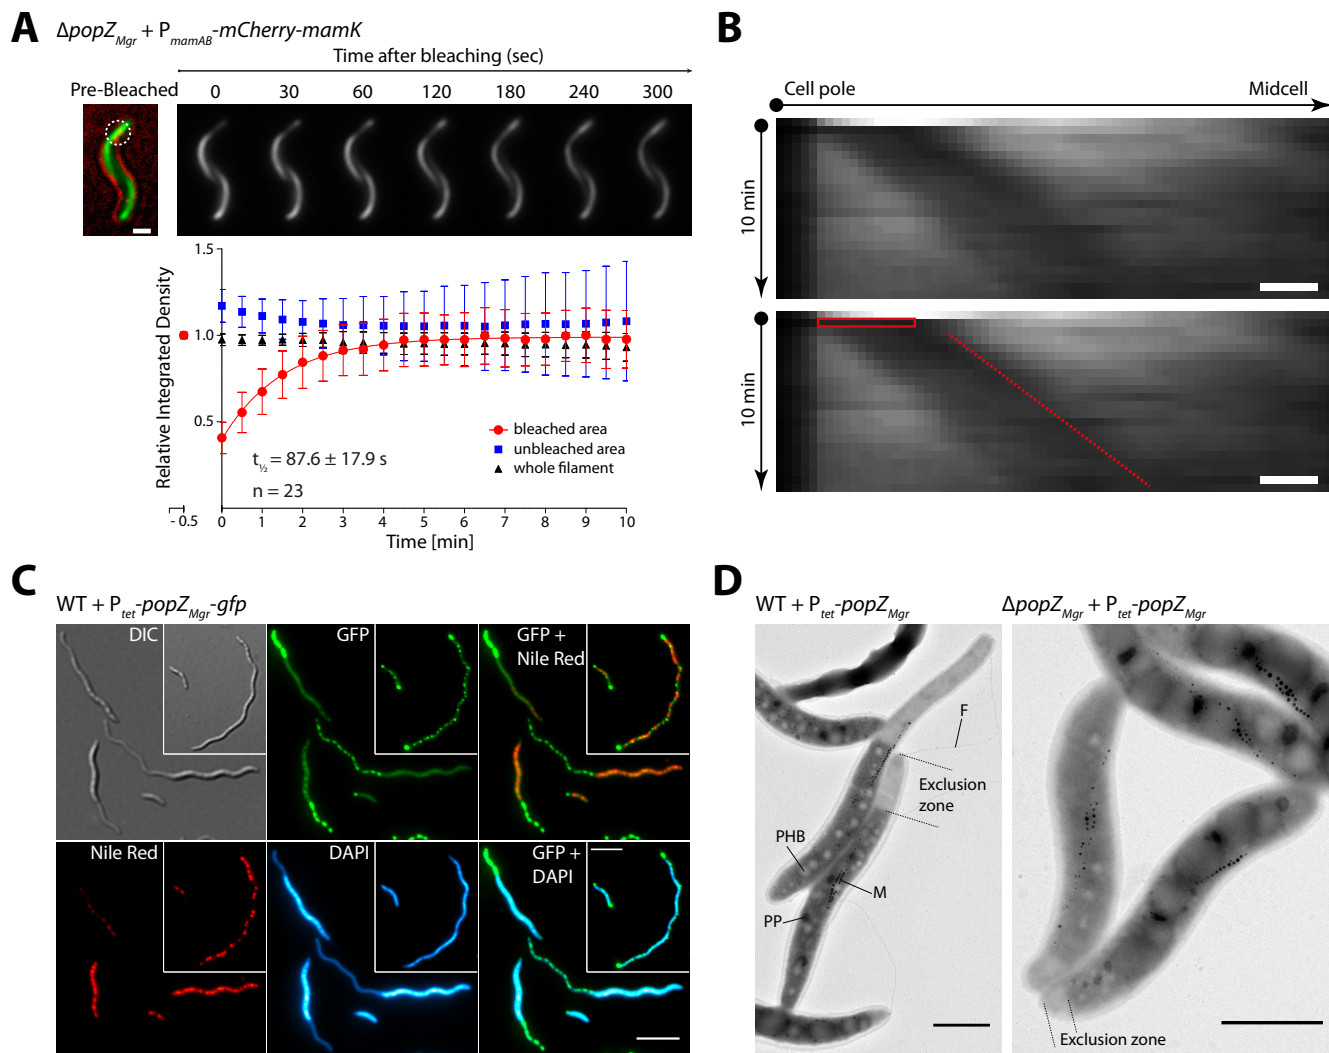 A
ΔpopZMgr + PmamAB-mCherry-mamK
Time after bleaching (sec)
Pre-Bleached
0 30 60 120 180 240 300
Relative Integrated Density
1.5
1.0
0.5
bleached area
unbleached area
whole filament
t½ = 87.6 ± 17.9 s
n = 23
- 0.5 0 1 2 3 4 5 6 7 8 9 10
Time [min]
B
Cell pole Midcell
10 min
10 min
C
WT + Ptet-popZMgr-gfp
DIC
GFP
GFP +
Nile Red
Nile Red
DAPI
GFP +
DAPI
D
WT + Ptet-popZMgr
ΔpopZMgr + Ptet-popZMgr
F
Exclusion
zone
PHB
M
PP
Exclusion zone